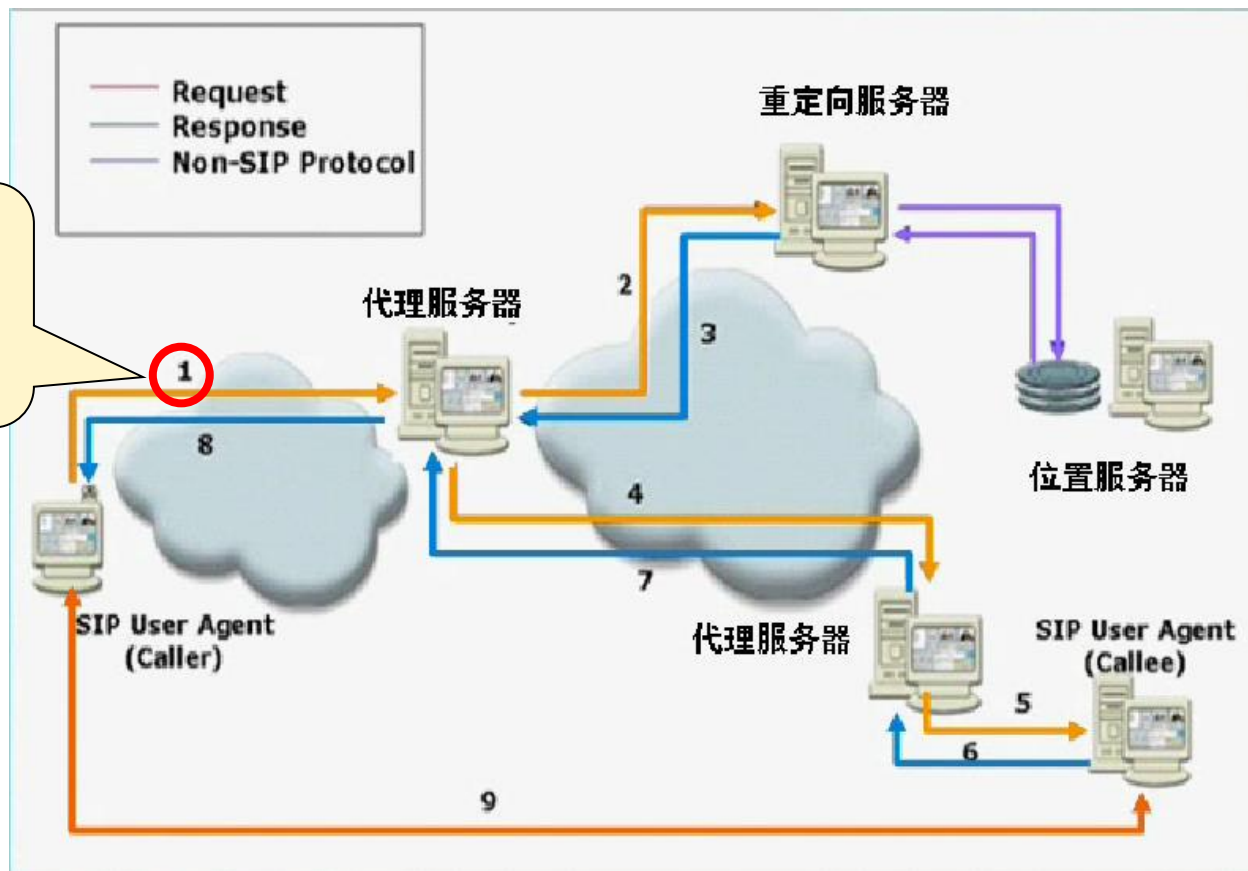 Request
Response
Non-SIP Protocol
重定向服务器
代理服务器
2
3
1
8
4
位置服务器
7
SIP User Agent
(Caller)
代理服务器
SIP User Agent
(Callee)
5
6
9